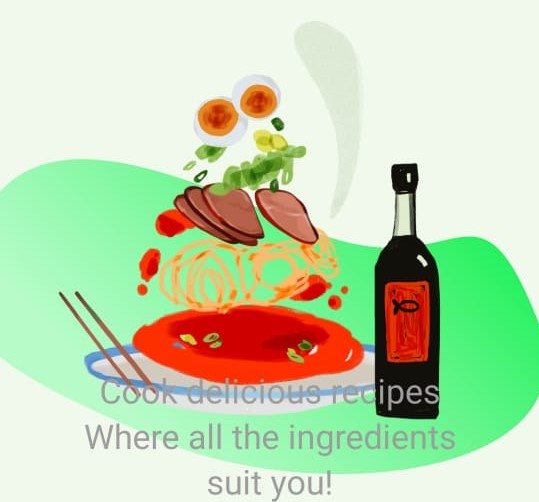 Cook delicious recipes
Where all the ingredients
suit you!